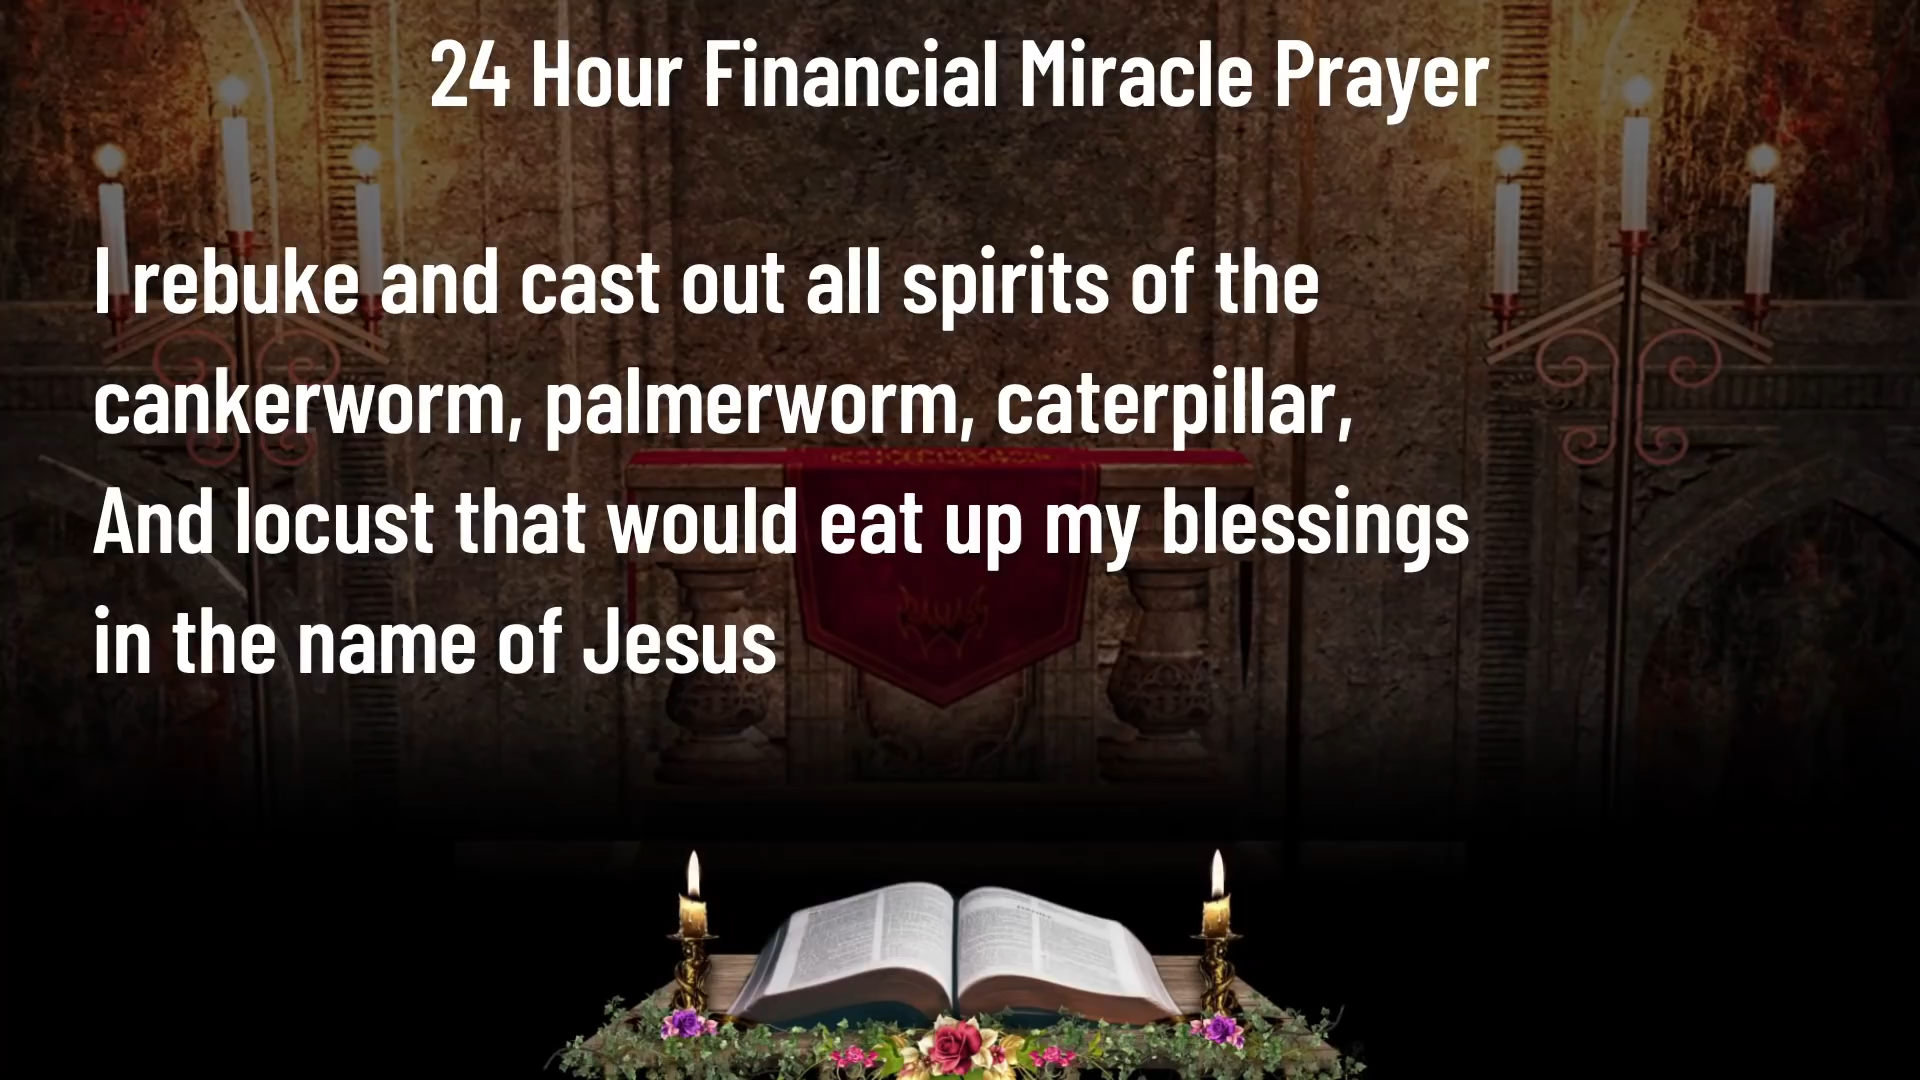 24 Hour Financial Miracle Prayer
I rebuke and cast out all spirits of the
cankerworm, palmerworm, caterpillar,
And locust that would eat up my blessings
in the name of Jesus